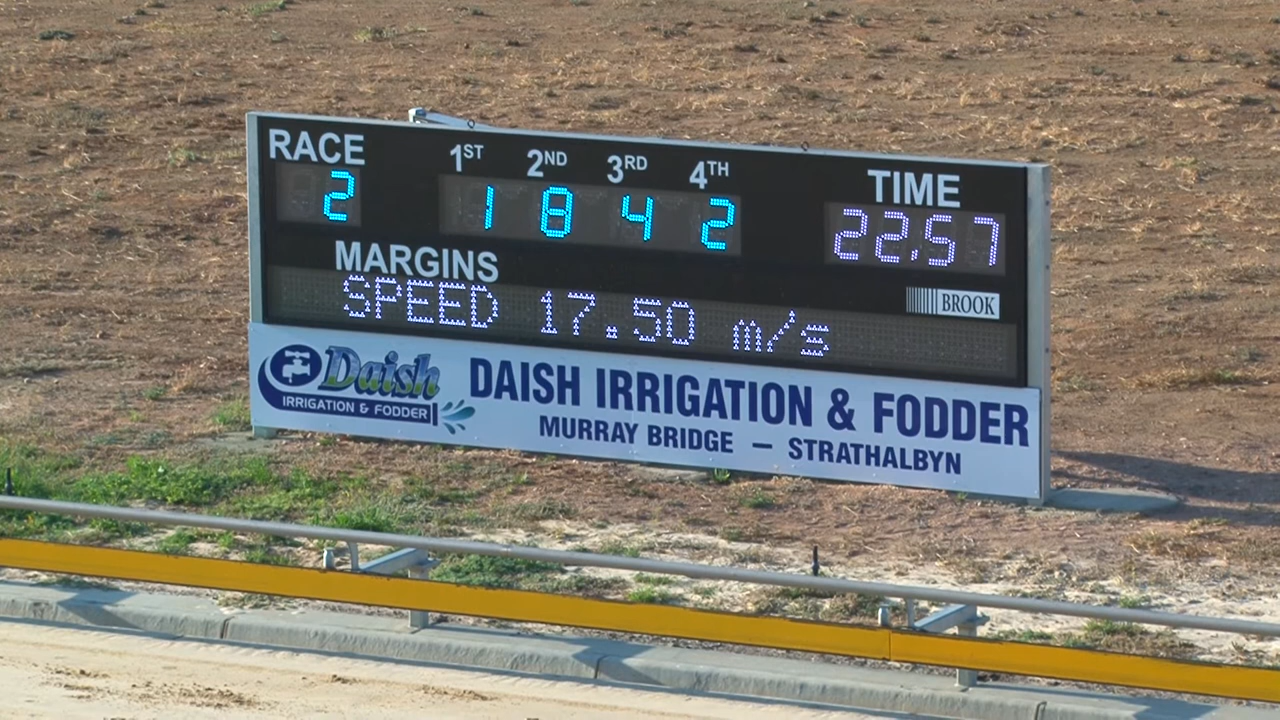 RACE 1ST 2ND 3RD 4TH TIME
2 1 8 4 2 22.57
MARGINS
BROOK
SPEED 17.50 m/s
Daish
IRRIGATION & FODDER
DAISH IRRIGATION & FODDER
MURRAY BRIDGE – STRATHALBYN